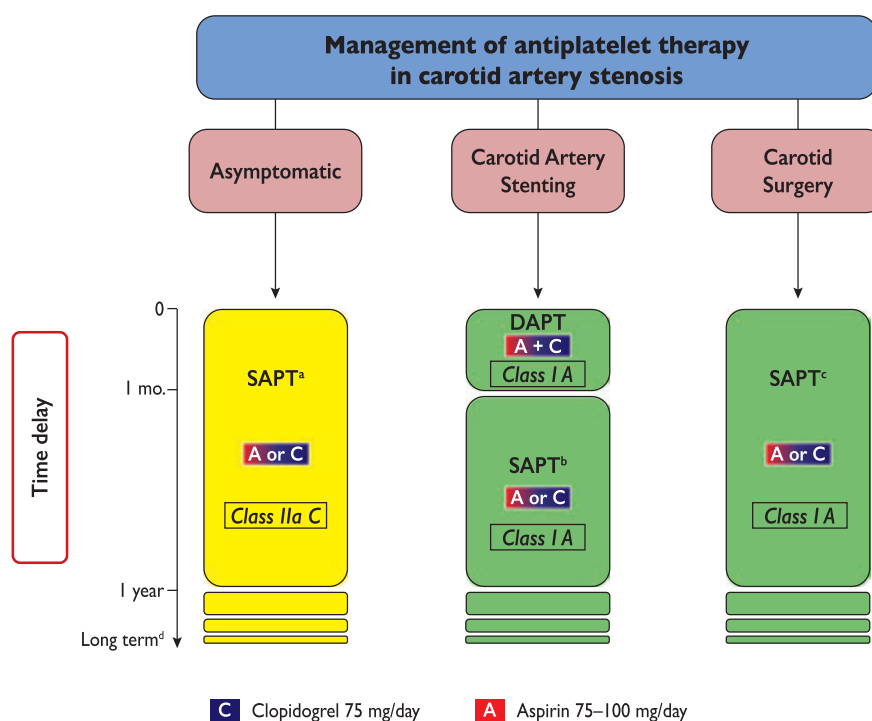 Management of antiplatelet therapy
in carotid artery stenosis
Asymptomatic
Carotid Artery
Stenting
Carotid
Surgery
Time delay
0
1 mo.
1 year
Long termᵈ
SAPTᵃ
A or C
Class IIa C
DAPT
A + C
Class I A
SAPTᵇ
A or C
Class I A
SAPTᶜ
A or C
Class I A
C Clopidogrel 75 mg/day
A Aspirin 75–100 mg/day